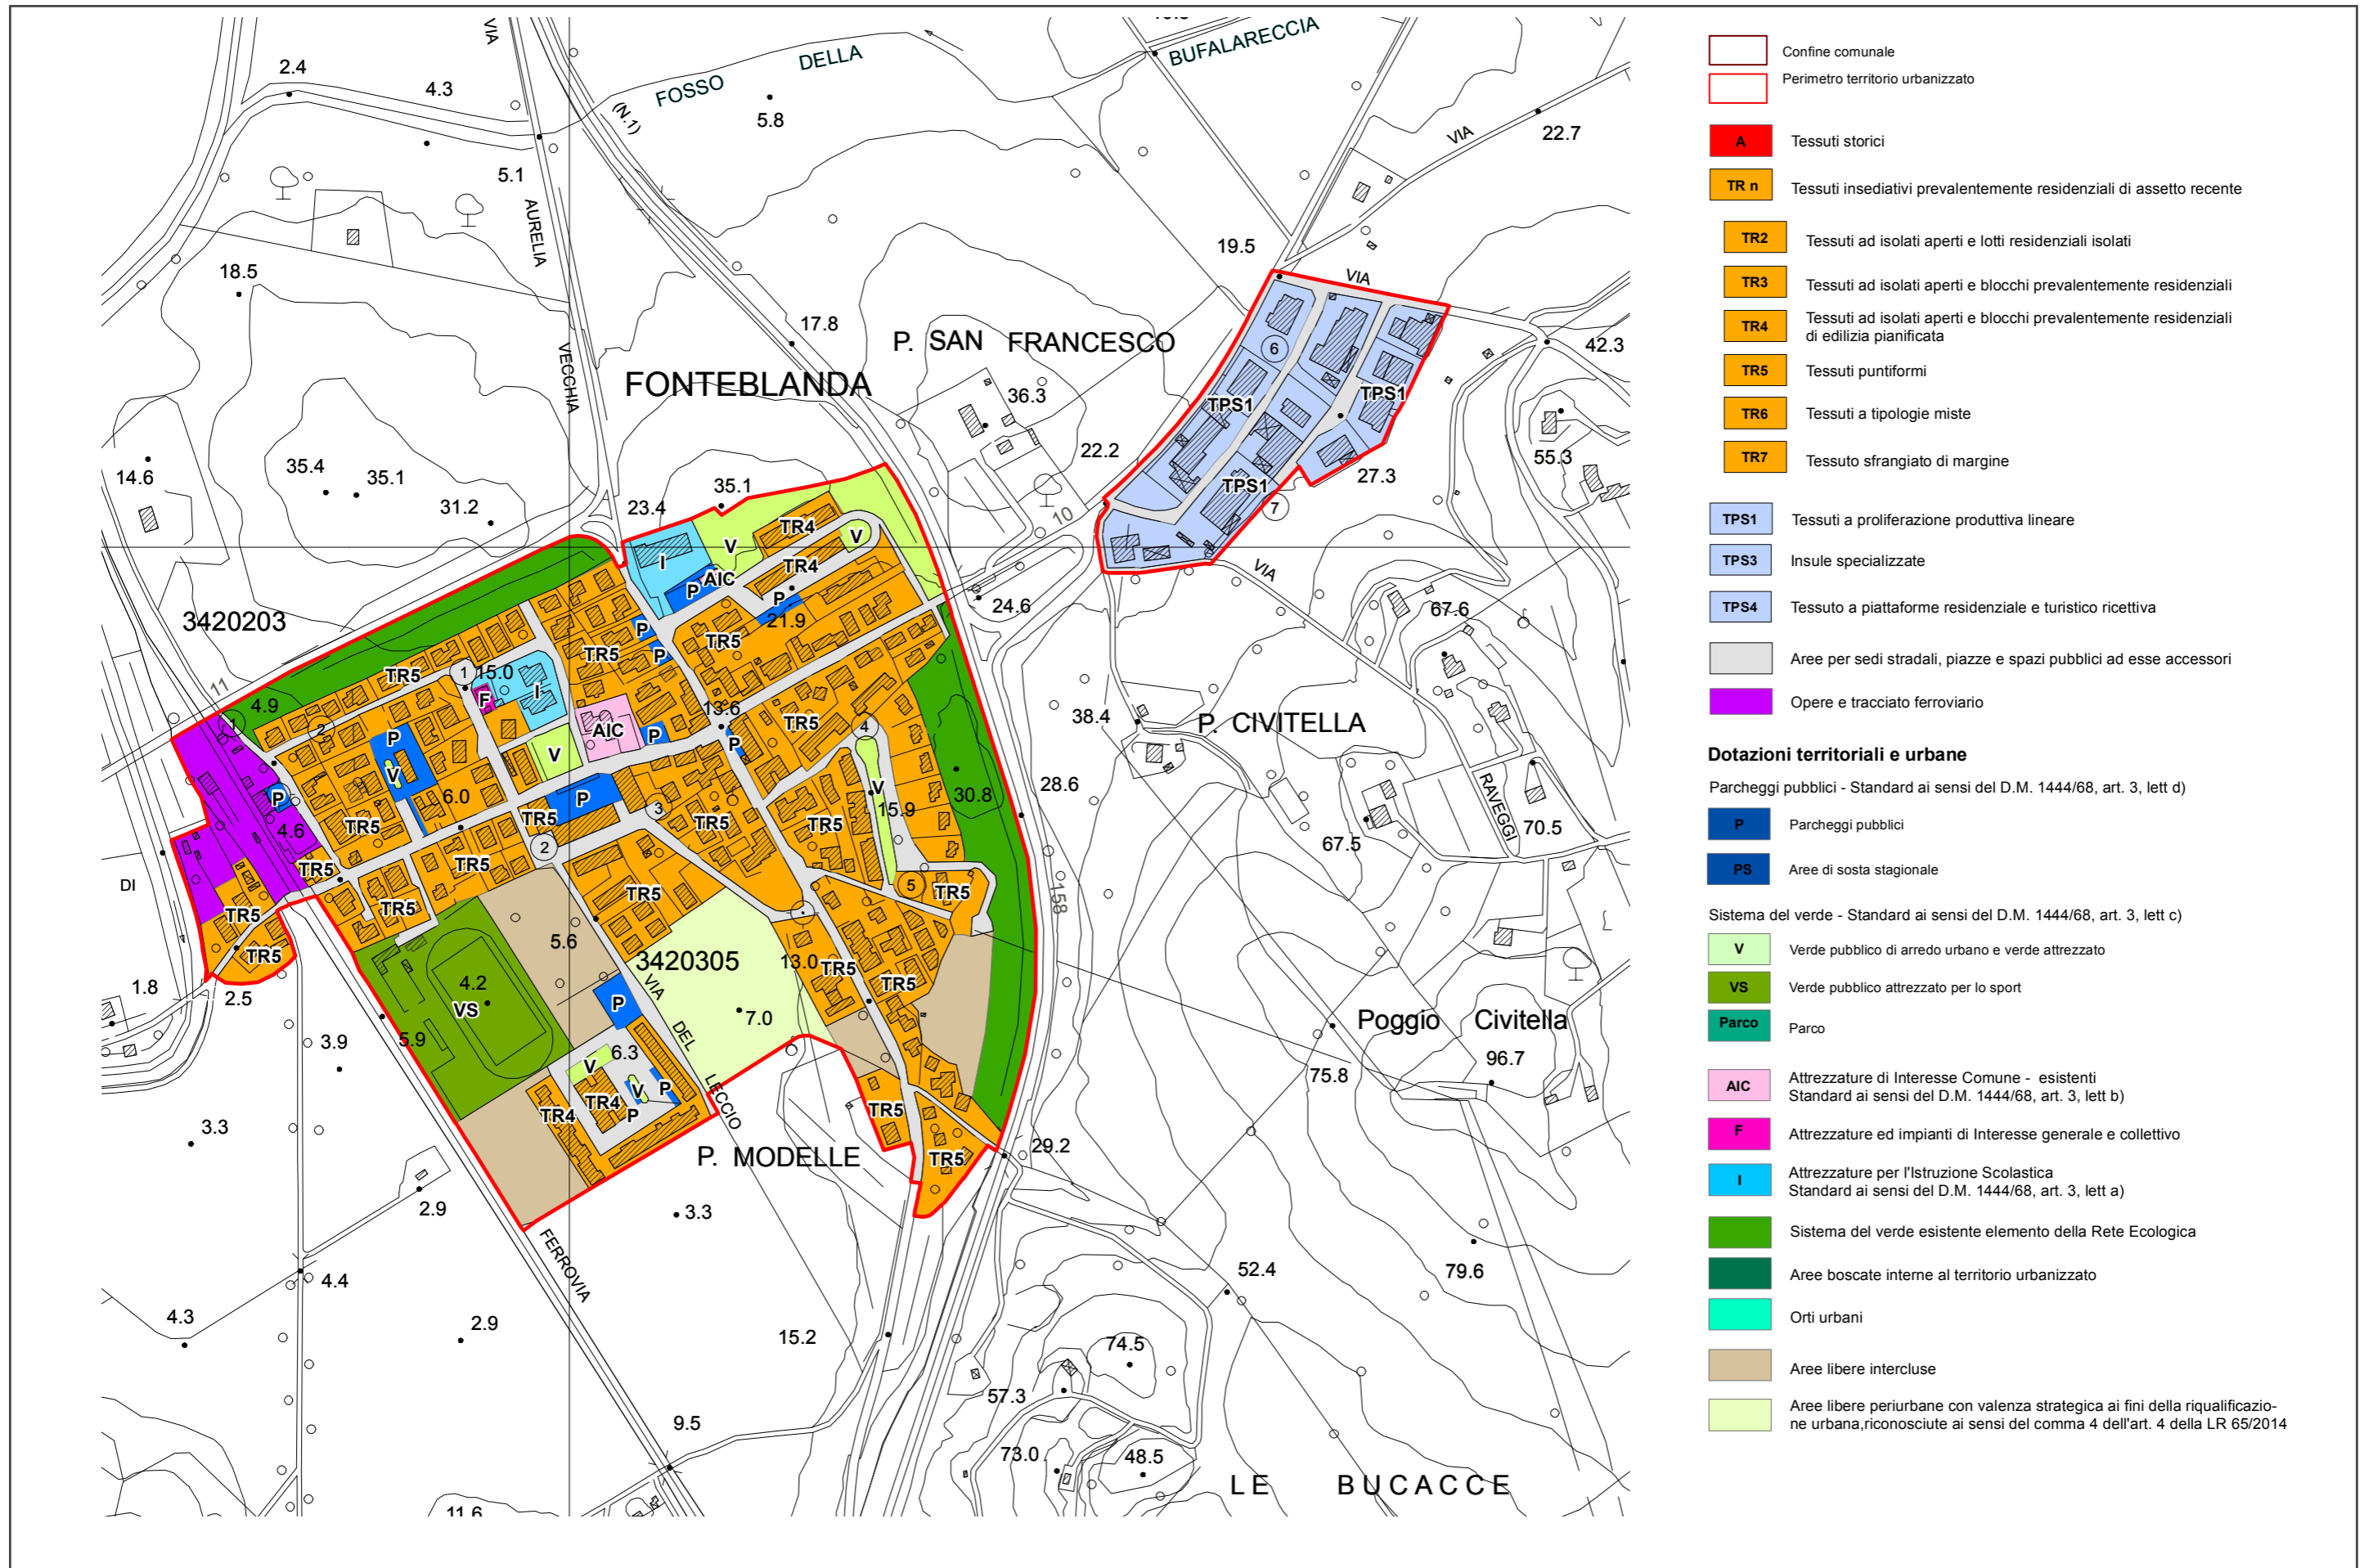 VIA
2.4
4.3
FOSSO
DELLA
BUFALARECCIA
(N.1)
5.8
VIA
22.7
5.1
AURELIA
19.5
VIA
18.5
17.8
P. SAN FRANCESCO
42.3
VECCHIA
FONTEBLANDA
36.3
6
TPS1
TPS1
14.6
35.4
35.1
31.2
23.4
35.1
22.2
55.3
27.3
TPS1
7
10
TR4
V
V
I
AIC
TR4
P
P
VIA
24.6
67.6
3420203
21.9
P
TR5
TR5
P
1
15.0
TR5
I
F
11
4.9
1
2
13.6
TR5
4
AIC
P
P
38.4
P. CIVITELLA
P
V
V
V
30.8
28.6
P
6.0
P
3
15.9
RAVEGGI
4.6
TR5
TR5
TR5
TR5
67.5
70.5
2
DI
TR5
TR5
5
TR5
158
TR5
TR5
TR5
TR5
5.6
3420305
13.0
TR5
1.8
2.5
4.2
VS
VIA
TR5
P
7.0
Poggio Civitella
3.9
5.9
DEL
6.3
96.7
V
V
P
75.8
TR4
TR4
P
LECCIO
TR5
3.3
P. MODELLE
29.2
TR5
2.9
3.3
FERROVIA
52.4
79.6
4.4
4.3
2.9
15.2
74.5
57.3
9.5
73.0
48.5
LE BUCACCE
11.6
Confine comunale
Perimetro territorio urbanizzato
A Tessuti storici
TR n Tessuti insediativi prevalentemente residenziali di assetto recente
TR2 Tessuti ad isolati aperti e lotti residenziali isolati
TR3 Tessuti ad isolati aperti e blocchi prevalentemente residenziali
TR4 Tessuti ad isolati aperti e blocchi prevalentemente residenziali
di edilizia pianificata
TR5 Tessuti puntiformi
TR6 Tessuti a tipologie miste
TR7 Tessuto sfrangiato di margine
TPS1 Tessuti a proliferazione produttiva lineare
TPS3 Insule specializzate
TPS4 Tessuto a piattaforme residenziale e turistico ricettiva
Aree per sedi stradali, piazze e spazi pubblici ad esse accessori
Opere e tracciato ferroviario
Dotazioni territoriali e urbane
Parcheggi pubblici - Standard ai sensi del D.M. 1444/68, art. 3, lett d)
P Parcheggi pubblici
PS Aree di sosta stagionale
Sistema del verde - Standard ai sensi del D.M. 1444/68, art. 3, lett c)
V Verde pubblico di arredo urbano e verde attrezzato
VS Verde pubblico attrezzato per lo sport
Parco Parco
AIC Attrezzature di Interesse Comune - esistenti
Standard ai sensi del D.M. 1444/68, art. 3, lett b)
F Attrezzature ed impianti di Interesse generale e collettivo
I Attrezzature per l'Istruzione Scolastica
Standard ai sensi del D.M. 1444/68, art. 3, lett a)
Sistema del verde esistente elemento della Rete Ecologica
Aree boscate interne al territorio urbanizzato
Orti urbani
Aree libere intercluse
Aree libere periurbane con valenza strategica ai fini della riqualificazio-
ne urbana,riconosciute ai sensi del comma 4 dell'art. 4 della LR 65/2014